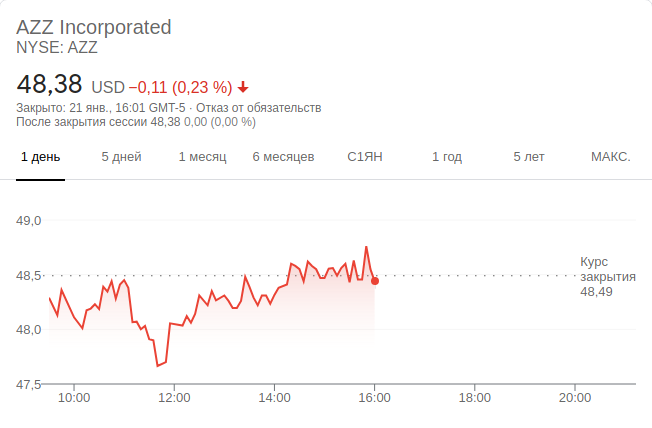 AZZ Incorporated
NYSE: AZZ
48,38 USD −0,11 (0,23 %)
Закрыто: 21 янв., 16:01 GMT-5 · Отказ от обязательств
После закрытия сессии 48,38 0,00 (0,00 %)
1 день 5 дней 1 месяц 6 месяцев С1ЯН 1 год 5 лет МАКС.
49,0
48,5
48,0
47,5
Курс
закрытия
48,49
10:00 12:00 14:00 16:00 18:00 20:00